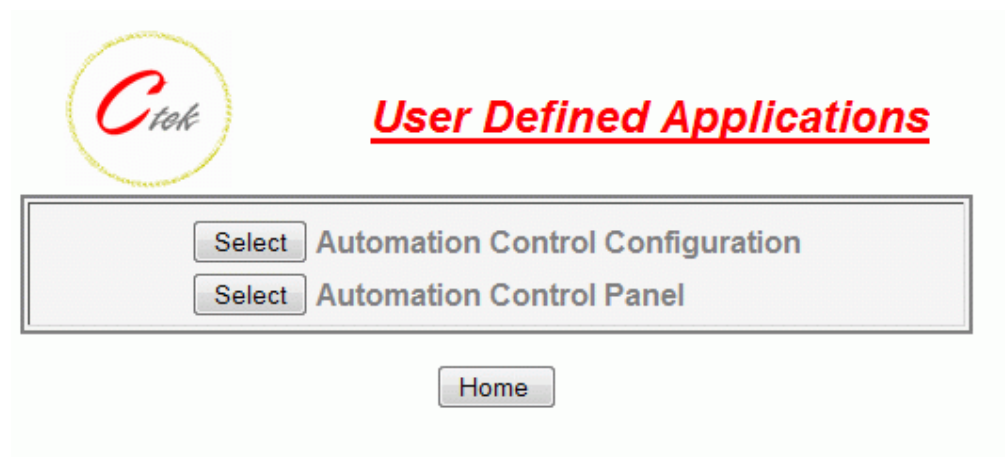 Ctek
User Defined Applications
Select Automation Control Configuration
Select Automation Control Panel
Home